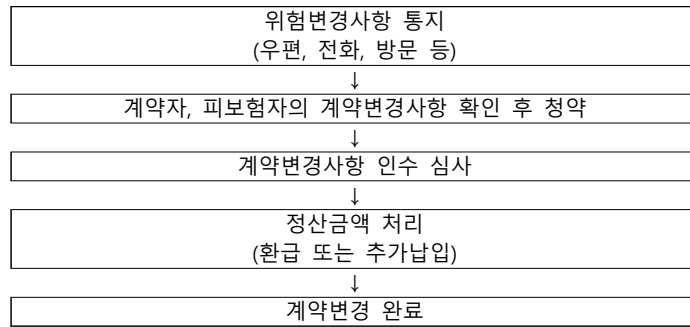 위험변경사항 통지
(우편, 전화, 방문 등)
↓
계약자, 피보험자의 계약변경사항 확인 후 청약
↓
계약변경사항 인수 심사
↓
정산금액 처리
(환급 또는 추가납입)
↓
계약변경 완료